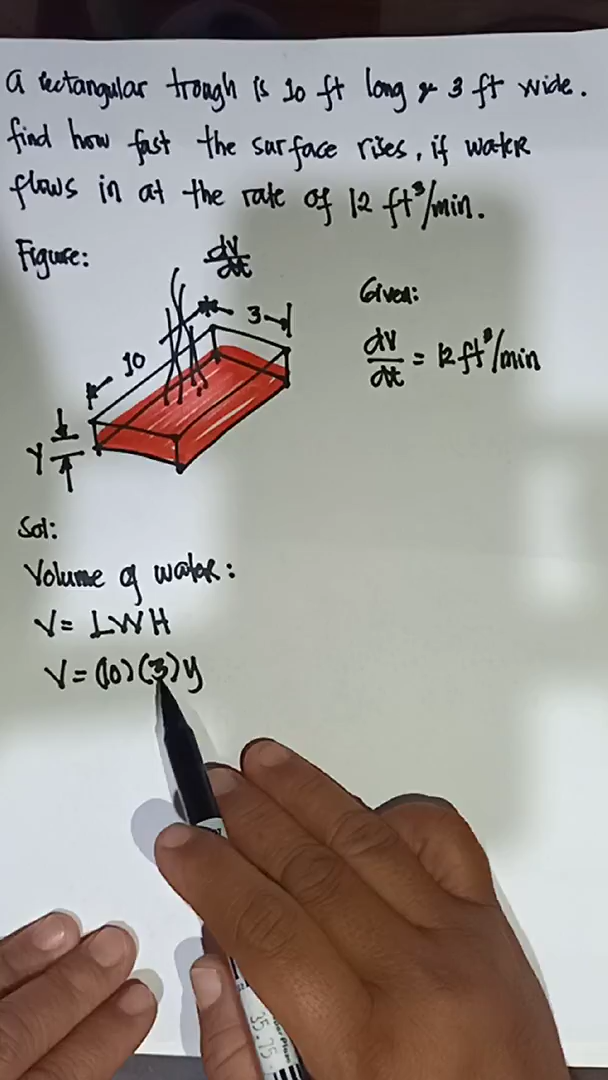 a rectangular trough is 10 ft long & 3 ft wide.
find how fast the surface rises, if water
flows in at the rate of 12 ft³/min.
Figure:
dv/dt
Given:
3
10
dv/dt = 12 ft³/min
y
Sol:
Volume of water:
V = LWH
V = (10)(3)y
35.75